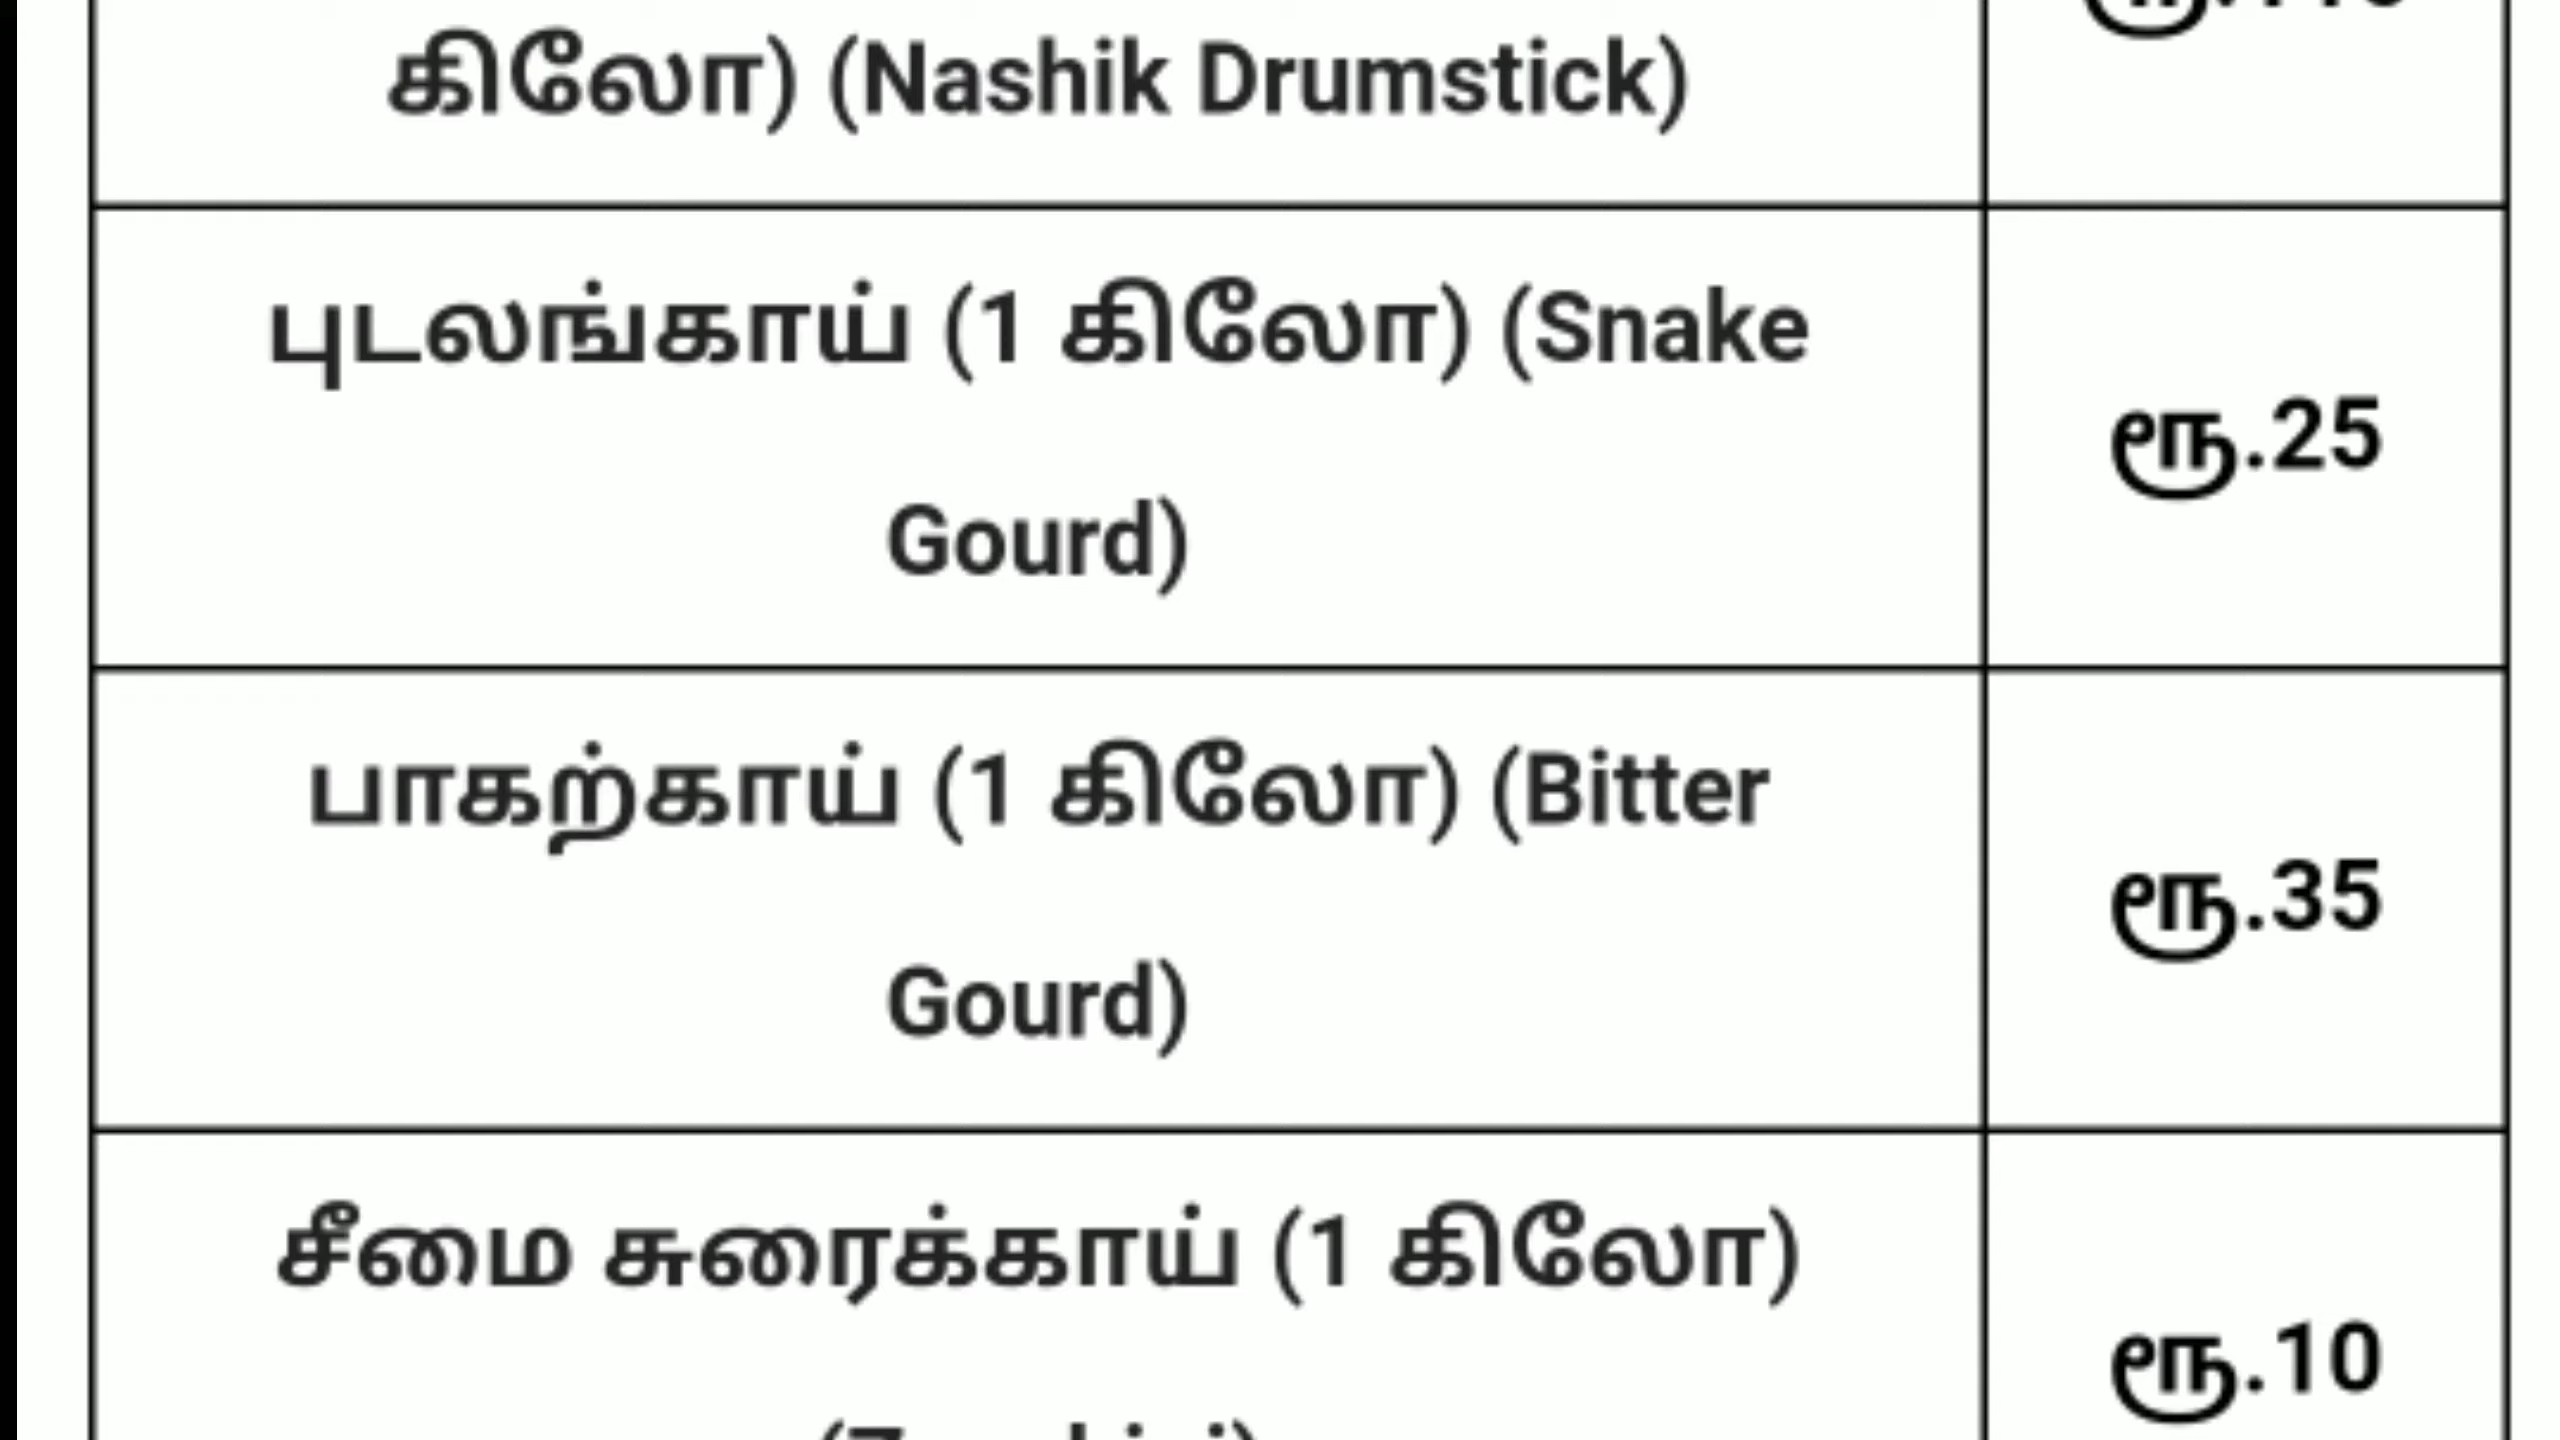 கிலோ) (Nashik Drumstick)
புடலங்காய் (1 கிலோ) (Snake
Gourd)
ரூ.25
பாகற்காய் (1 கிலோ) (Bitter
Gourd)
ரூ.35
சீமை சுரைக்காய் (1 கிலோ)
ரூ.10